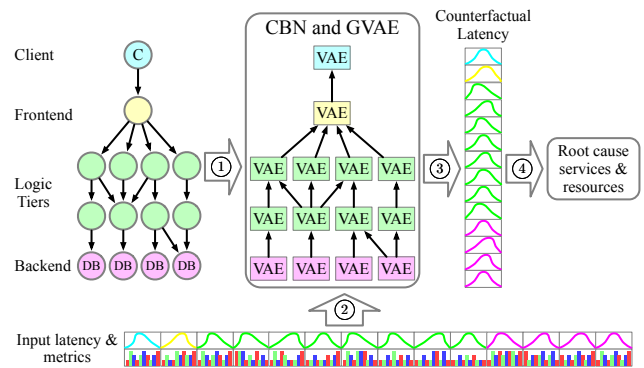 CBN and GVAE
Counterfactual
Latency
Client
C
VAE
Frontend
VAE
1
3
4
Root cause
services &
resources
Logic
Tiers
VAE VAE VAE VAE
VAE VAE VAE VAE
Backend
DB DB DB DB
VAE VAE VAE VAE
2
Input latency &
metrics